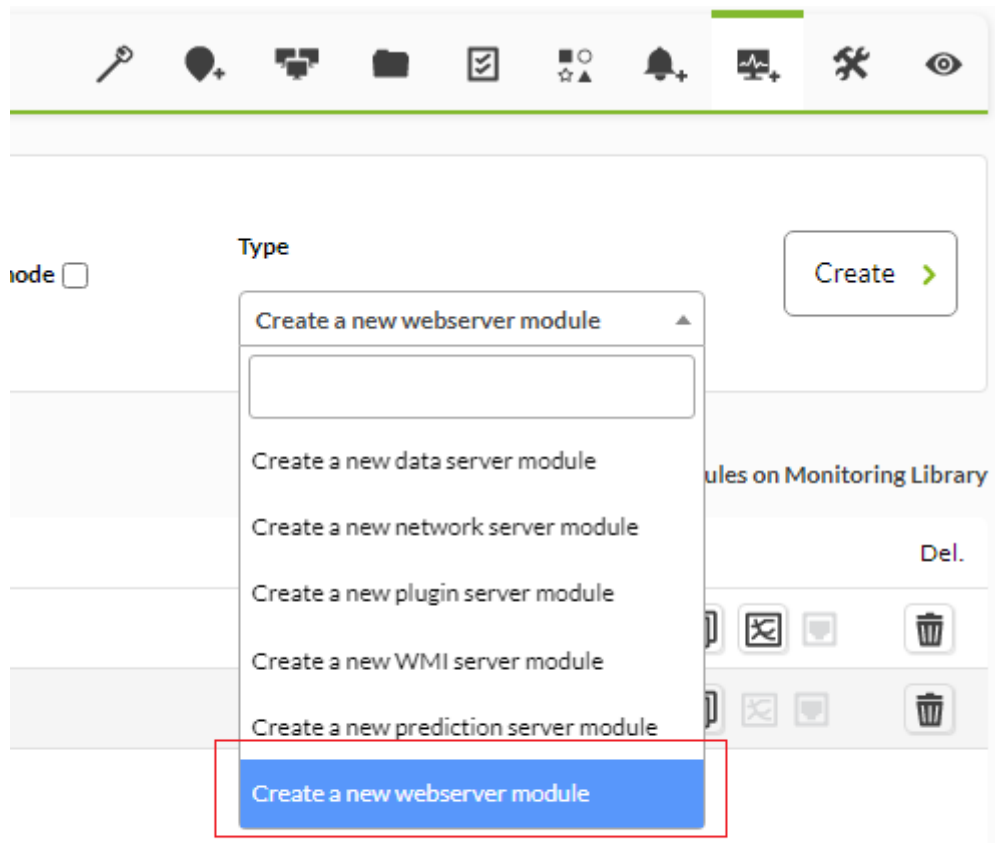 Type
Create
Create a new webserver module
Create a new data server module
on Monitoring Library
Create a new network server module
Del.
Create a new plugin server module
Create a new WMI server module
Create a new prediction server module
Create a new webserver module